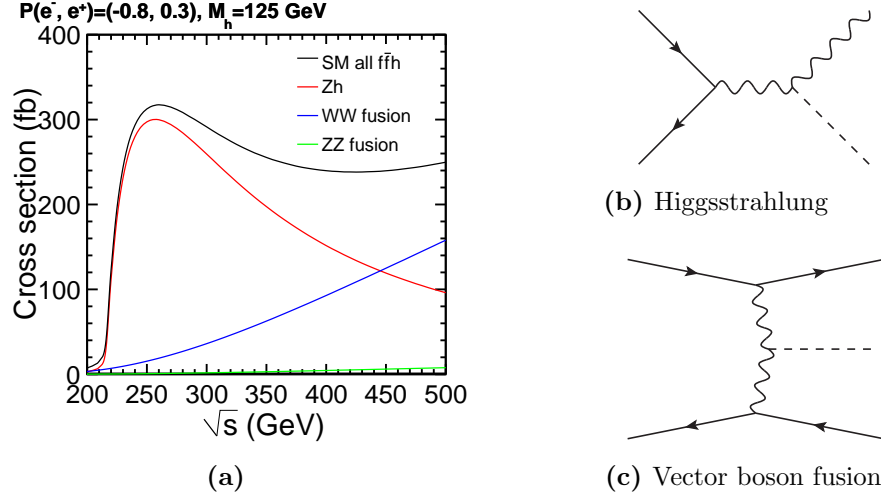 P(e⁻, e⁺)=(-0.8, 0.3), M_h=125 GeV
Cross section (fb)
400
300
200
100
0
SM all ff̄h
Zh
WW fusion
ZZ fusion
200 250 300 350 400 450 500
√s (GeV)
(a)
(b) Higgsstrahlung
(c) Vector boson fusion